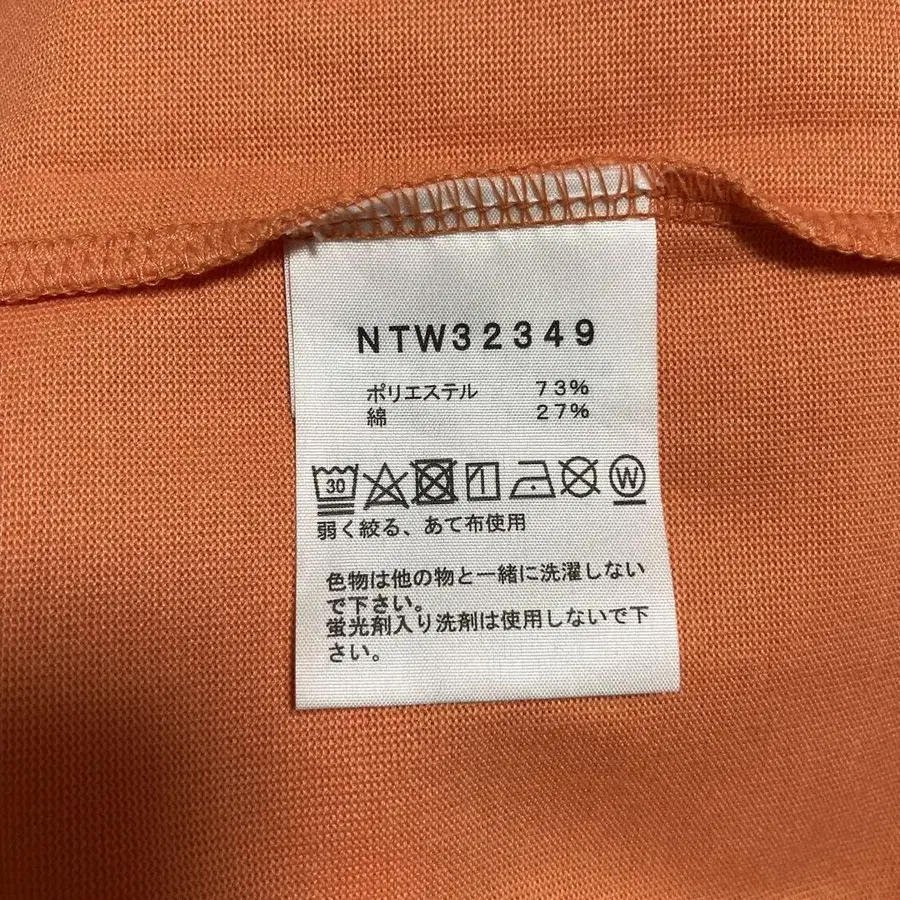 NTW32349
ポリエステル 73%
綿 27%
30 W
弱く絞る、あて布使用
色物は他の物と一緒に洗濯しない
で下さい。
蛍光剤入り洗剤は使用しないで下
さい。